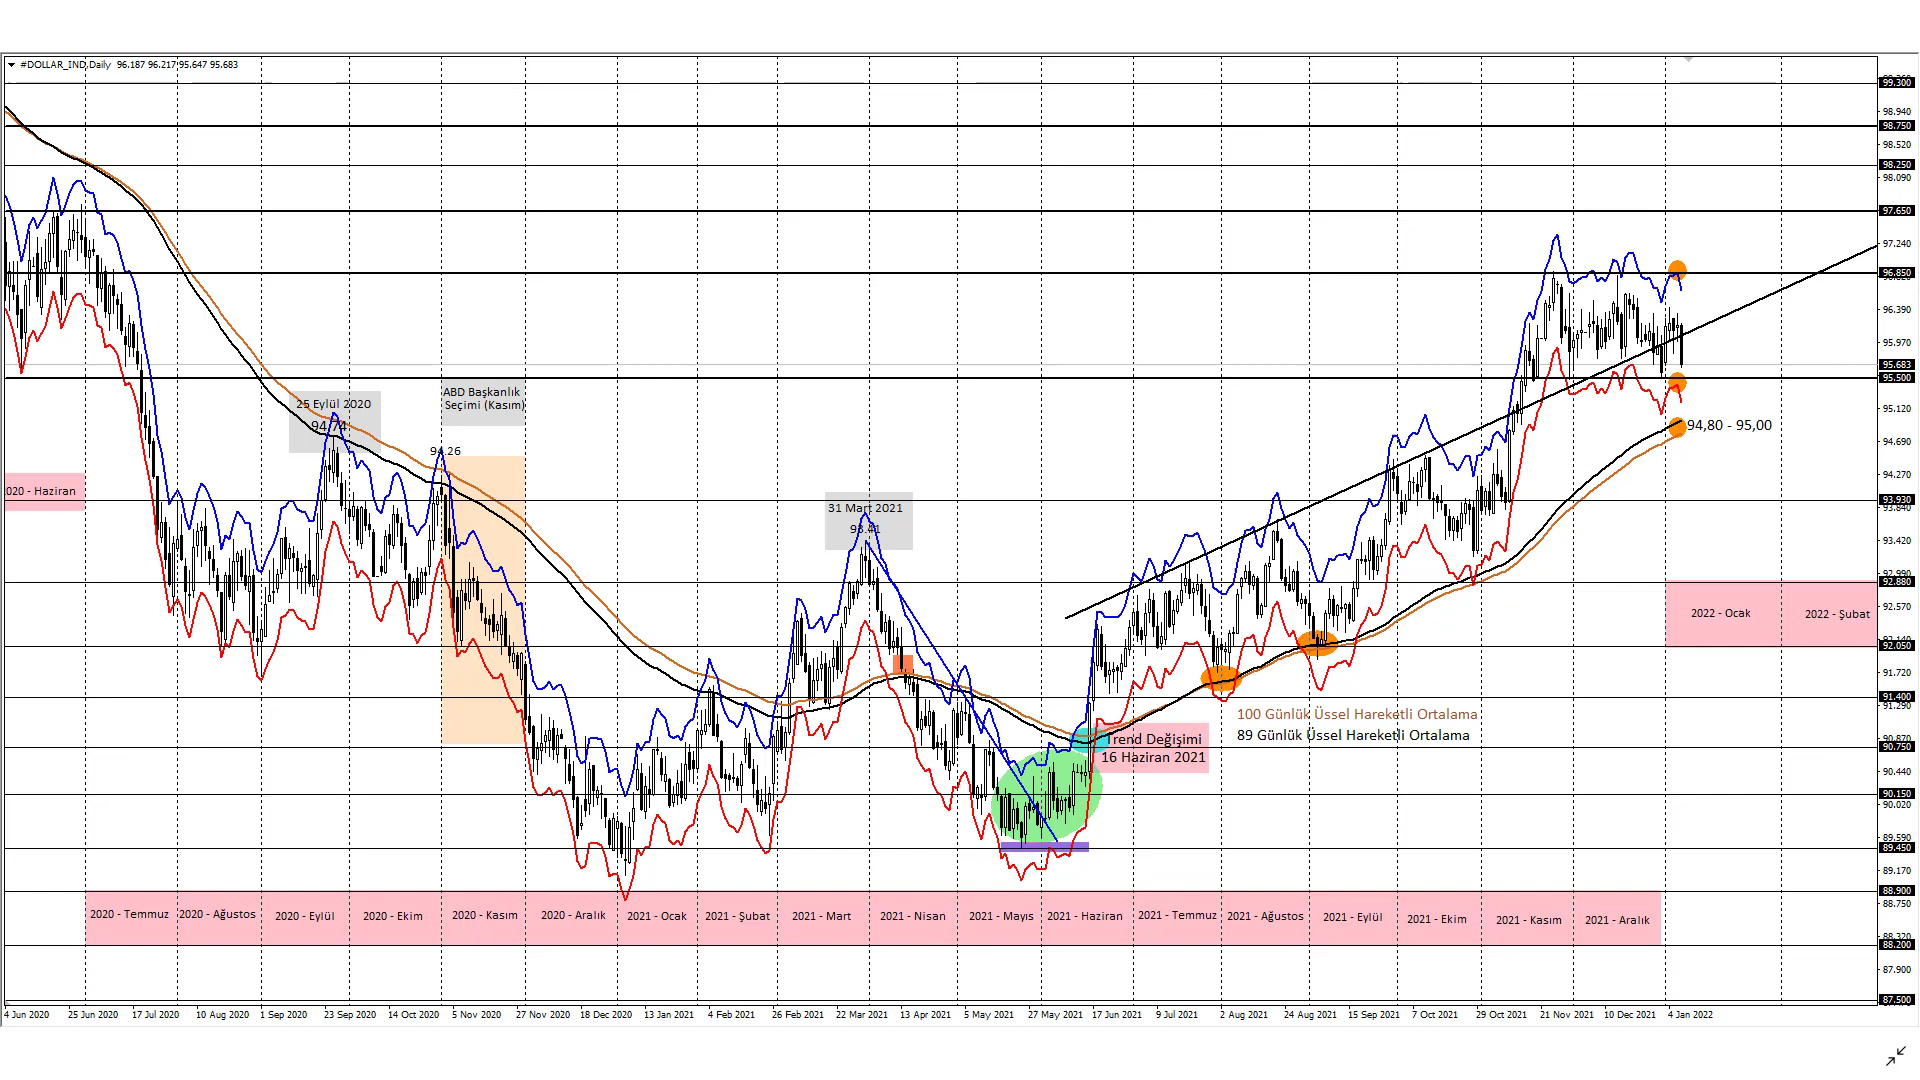 #DOLLAR_IND,Daily 96.187 96.217 95.647 95.683
99.300
98.940
98.750
98.520
98.250
98.090
97.650
97.240
96.850
96.390
95.970
95.683
95.500
95.120
94.690
94.270
93.930
93.840
93.420
92.990
92.880
92.570
92.050
91.720
91.400
91.290
90.870
90.750
90.440
90.150
90.020
89.590
89.450
89.170
88.900
88.750
88.320
88.200
87.900
87.500
25 Eylül 2020
94.74
ABD Başkanlık
Seçimi (Kasım)
94.26
2020 - Haziran
31 Mart 2021
93.41
94,80 - 95,00
2022 - Ocak
2022 - Şubat
100 Günlük Üssel Hareketli Ortalama
89 Günlük Üssel Hareketli Ortalama
Trend Değişimi
16 Haziran 2021
2020 - Temmuz
2020 - Ağustos
2020 - Eylül
2020 - Ekim
2020 - Kasım
2020 - Aralık
2021 - Ocak
2021 - Şubat
2021 - Mart
2021 - Nisan
2021 - Mayıs
2021 - Haziran
2021 - Temmuz
2021 - Ağustos
2021 - Eylül
2021 - Ekim
2021 - Kasım
2021 - Aralık
4 Jun 2020
25 Jun 2020
17 Jul 2020
10 Aug 2020
1 Sep 2020
23 Sep 2020
14 Oct 2020
5 Nov 2020
27 Nov 2020
18 Dec 2020
13 Jan 2021
4 Feb 2021
26 Feb 2021
22 Mar 2021
13 Apr 2021
5 May 2021
27 May 2021
17 Jun 2021
9 Jul 2021
2 Aug 2021
24 Aug 2021
15 Sep 2021
7 Oct 2021
29 Oct 2021
21 Nov 2021
10 Dec 2021
4 Jan 2022